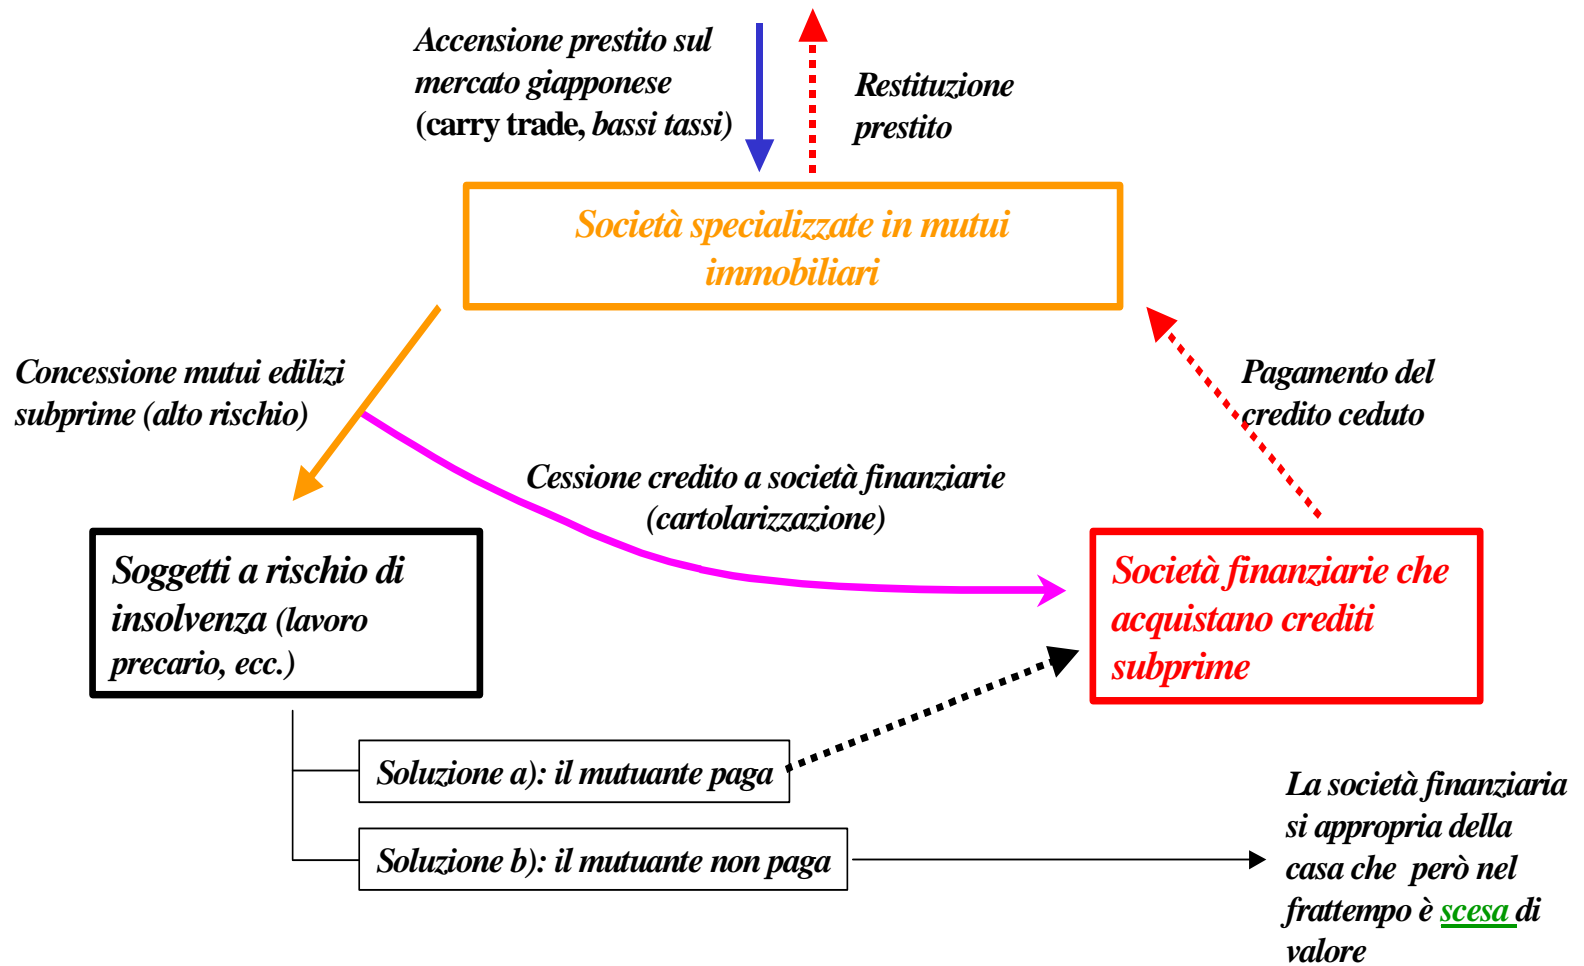 Accensione prestito sul
mercato giapponese
(carry trade, bassi tassi)
Restituzione
prestito
Società specializzate in mutui
immobiliari
Concessione mutui edilizi
subprime (alto rischio)
Pagamento del
credito ceduto
Cessione credito a società finanziarie
(cartolarizzazione)
Soggetti a rischio di
insolvenza (lavoro
precario, ecc.)
Società finanziarie che
acquistano crediti
subprime
Soluzione a): il mutuante paga
Soluzione b): il mutuante non paga
La società finanziaria
si appropria della
casa che però nel
frattempo è scesa di
valore